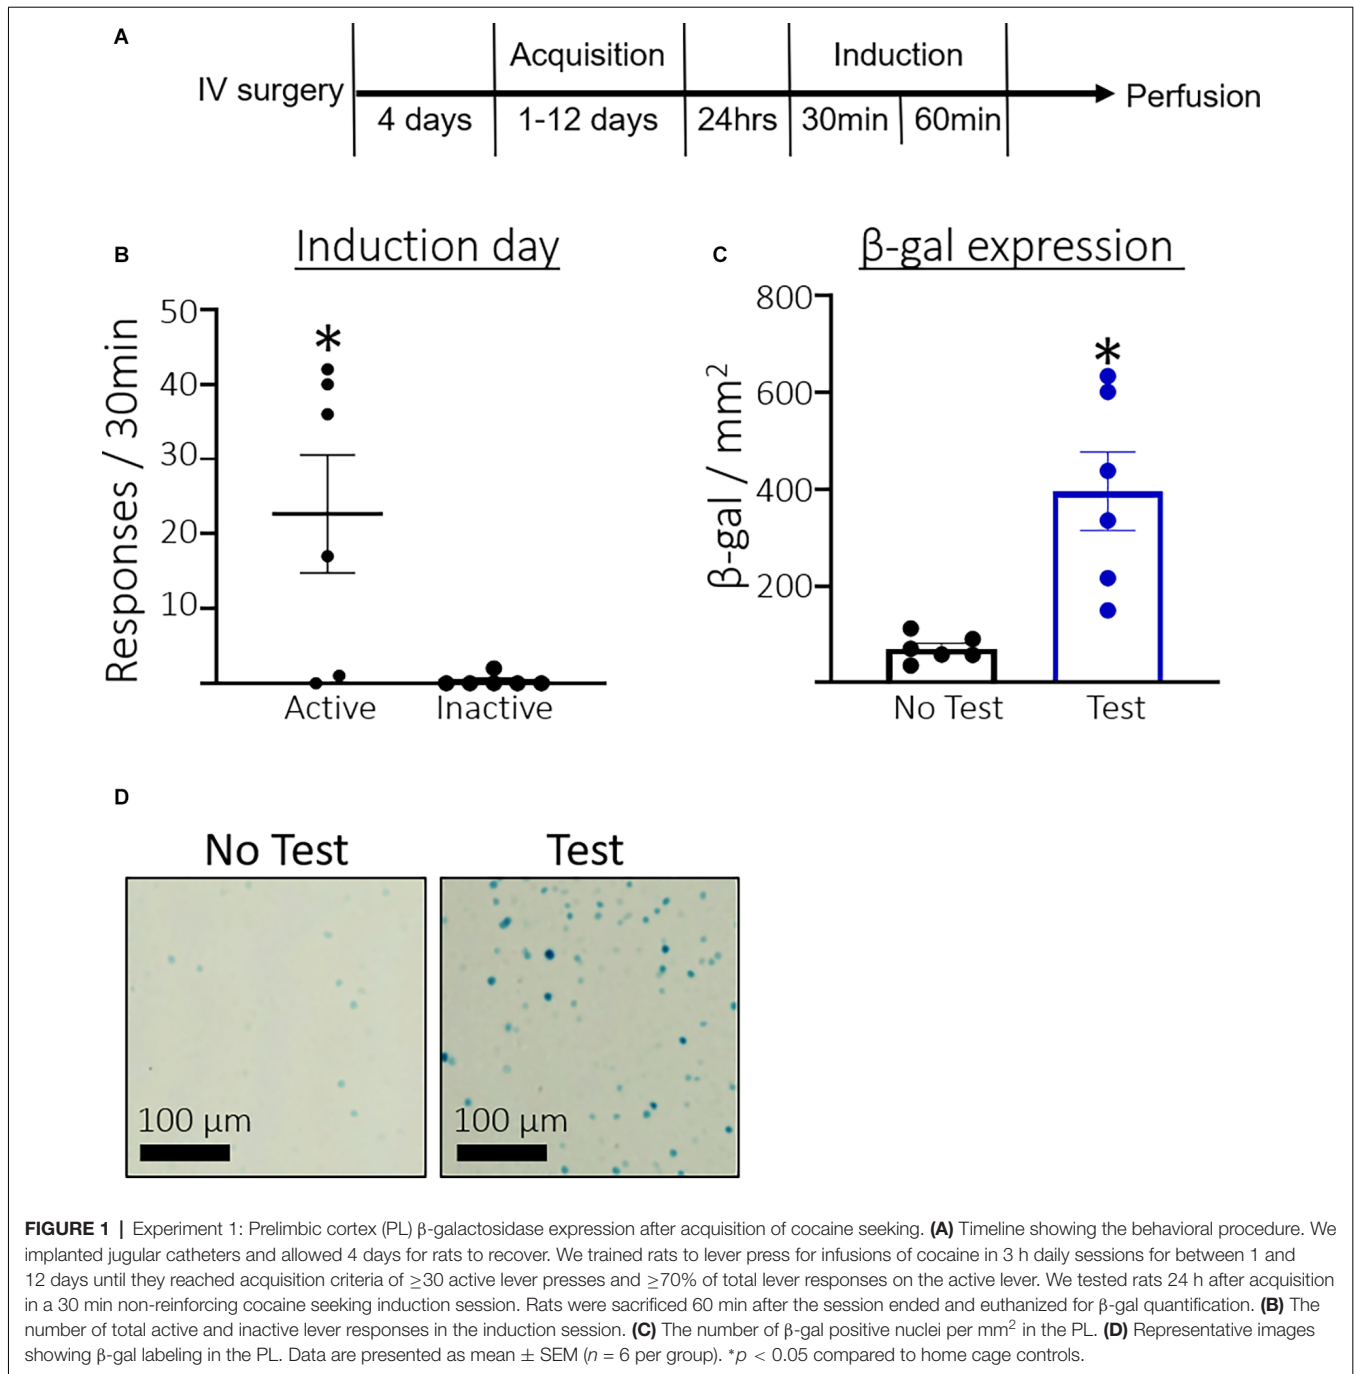 A
IV surgery
Acquisition
Induction
4 days
1-12 days
24hrs
30min
60min
Perfusion
B
Induction day
Responses / 30min
50
40
30
20
10
*
Active
Inactive
C
β-gal expression
β-gal / mm²
800
600
400
200
*
No Test
Test
D
No Test
Test
100 μm
100 μm
FIGURE 1 | Experiment 1: Prelimbic cortex (PL) β-galactosidase expression after acquisition of cocaine seeking. (A) Timeline showing the behavioral procedure. We
implanted jugular catheters and allowed 4 days for rats to recover. We trained rats to lever press for infusions of cocaine in 3 h daily sessions for between 1 and
12 days until they reached acquisition criteria of ≥30 active lever presses and ≥70% of total lever responses on the active lever. We tested rats 24 h after acquisition
in a 30 min non-reinforcing cocaine seeking induction session. Rats were sacrificed 60 min after the session ended and euthanized for β-gal quantification. (B) The
number of total active and inactive lever responses in the induction session. (C) The number of β-gal positive nuclei per mm² in the PL. (D) Representative images
showing β-gal labeling in the PL. Data are presented as mean ± SEM (n = 6 per group). *p < 0.05 compared to home cage controls.